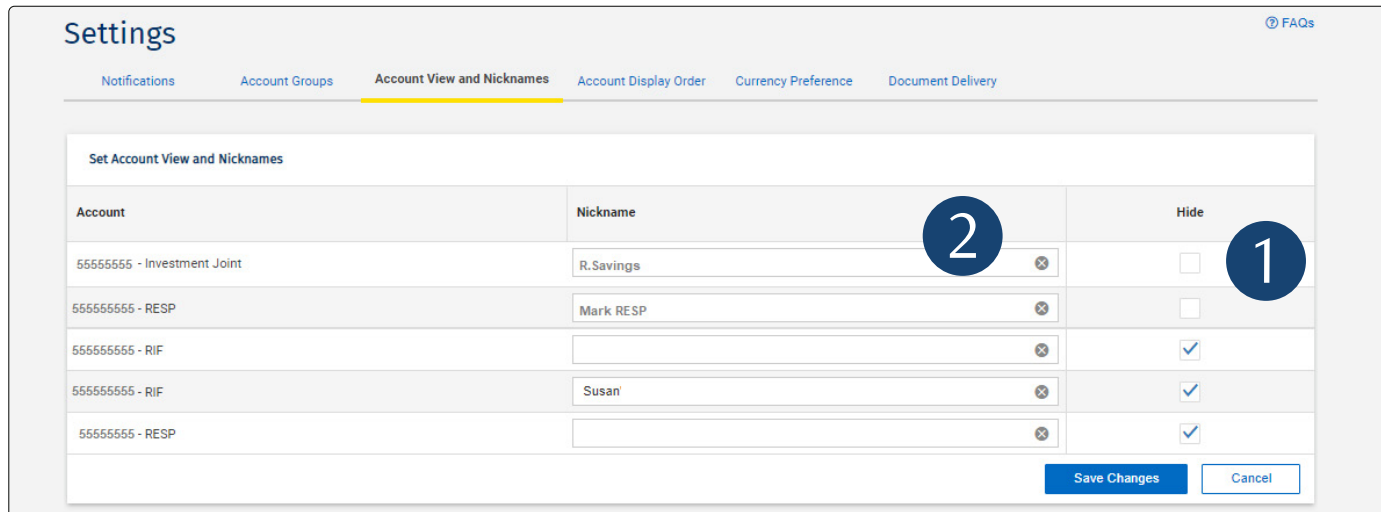 Settings
FAQs
Notifications Account Groups Account View and Nicknames Account Display Order Currency Preference Document Delivery
Set Account View and Nicknames
Account Nickname Hide
2
1
55555555 - Investment Joint R.Savings
555555555 - RESP Mark RESP
555555555 - RIF
555555555 - RIF Susan'
55555555 - RESP
Save Changes Cancel